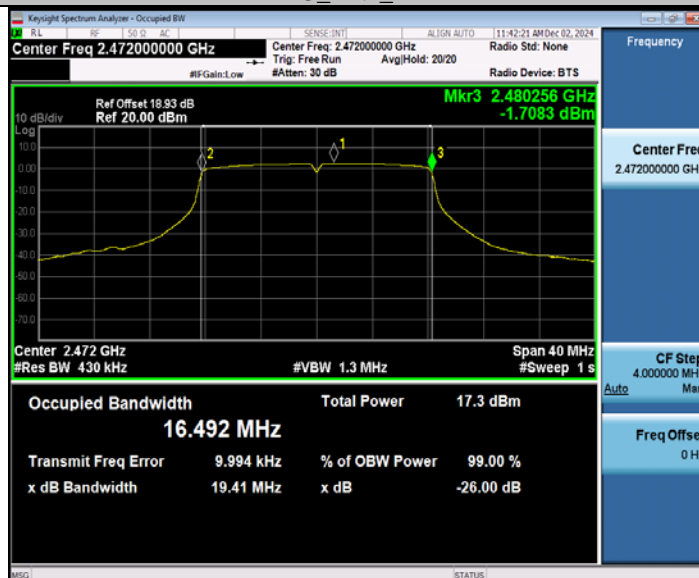 Keysight Spectrum Analyzer - Occupied BW
RL RF 50 Ω AC SENSE:INT ALIGN AUTO 11:42:21 AM Dec 02, 2024
Center Freq 2.472000000 GHz
Center Freq: 2.472000000 GHz
Radio Std: None
Trig: Free Run Avg|Hold: 20/20
#IFGain:Low #Atten: 30 dB Radio Device: BTS
Mkr3 2.480256 GHz
-1.7083 dBm
Ref Offset 18.93 dB
10 dB/div Ref 20.00 dBm
Log
10.0
0.00
-10.0
-20.0
-30.0
-40.0
-50.0
-60.0
-70.0
2
1
3
Center 2.472 GHz Span 40 MHz
#Res BW 430 kHz #VBW 1.3 MHz #Sweep 1 s
Occupied Bandwidth Total Power 17.3 dBm
16.492 MHz
Transmit Freq Error 9.994 kHz % of OBW Power 99.00 %
x dB Bandwidth 19.41 MHz x dB -26.00 dB
MSG STATUS
Frequency
Center Fre
2.472000000 GH
CF Step
4.000000 MH
Auto Ma
Freq Offse
0 H